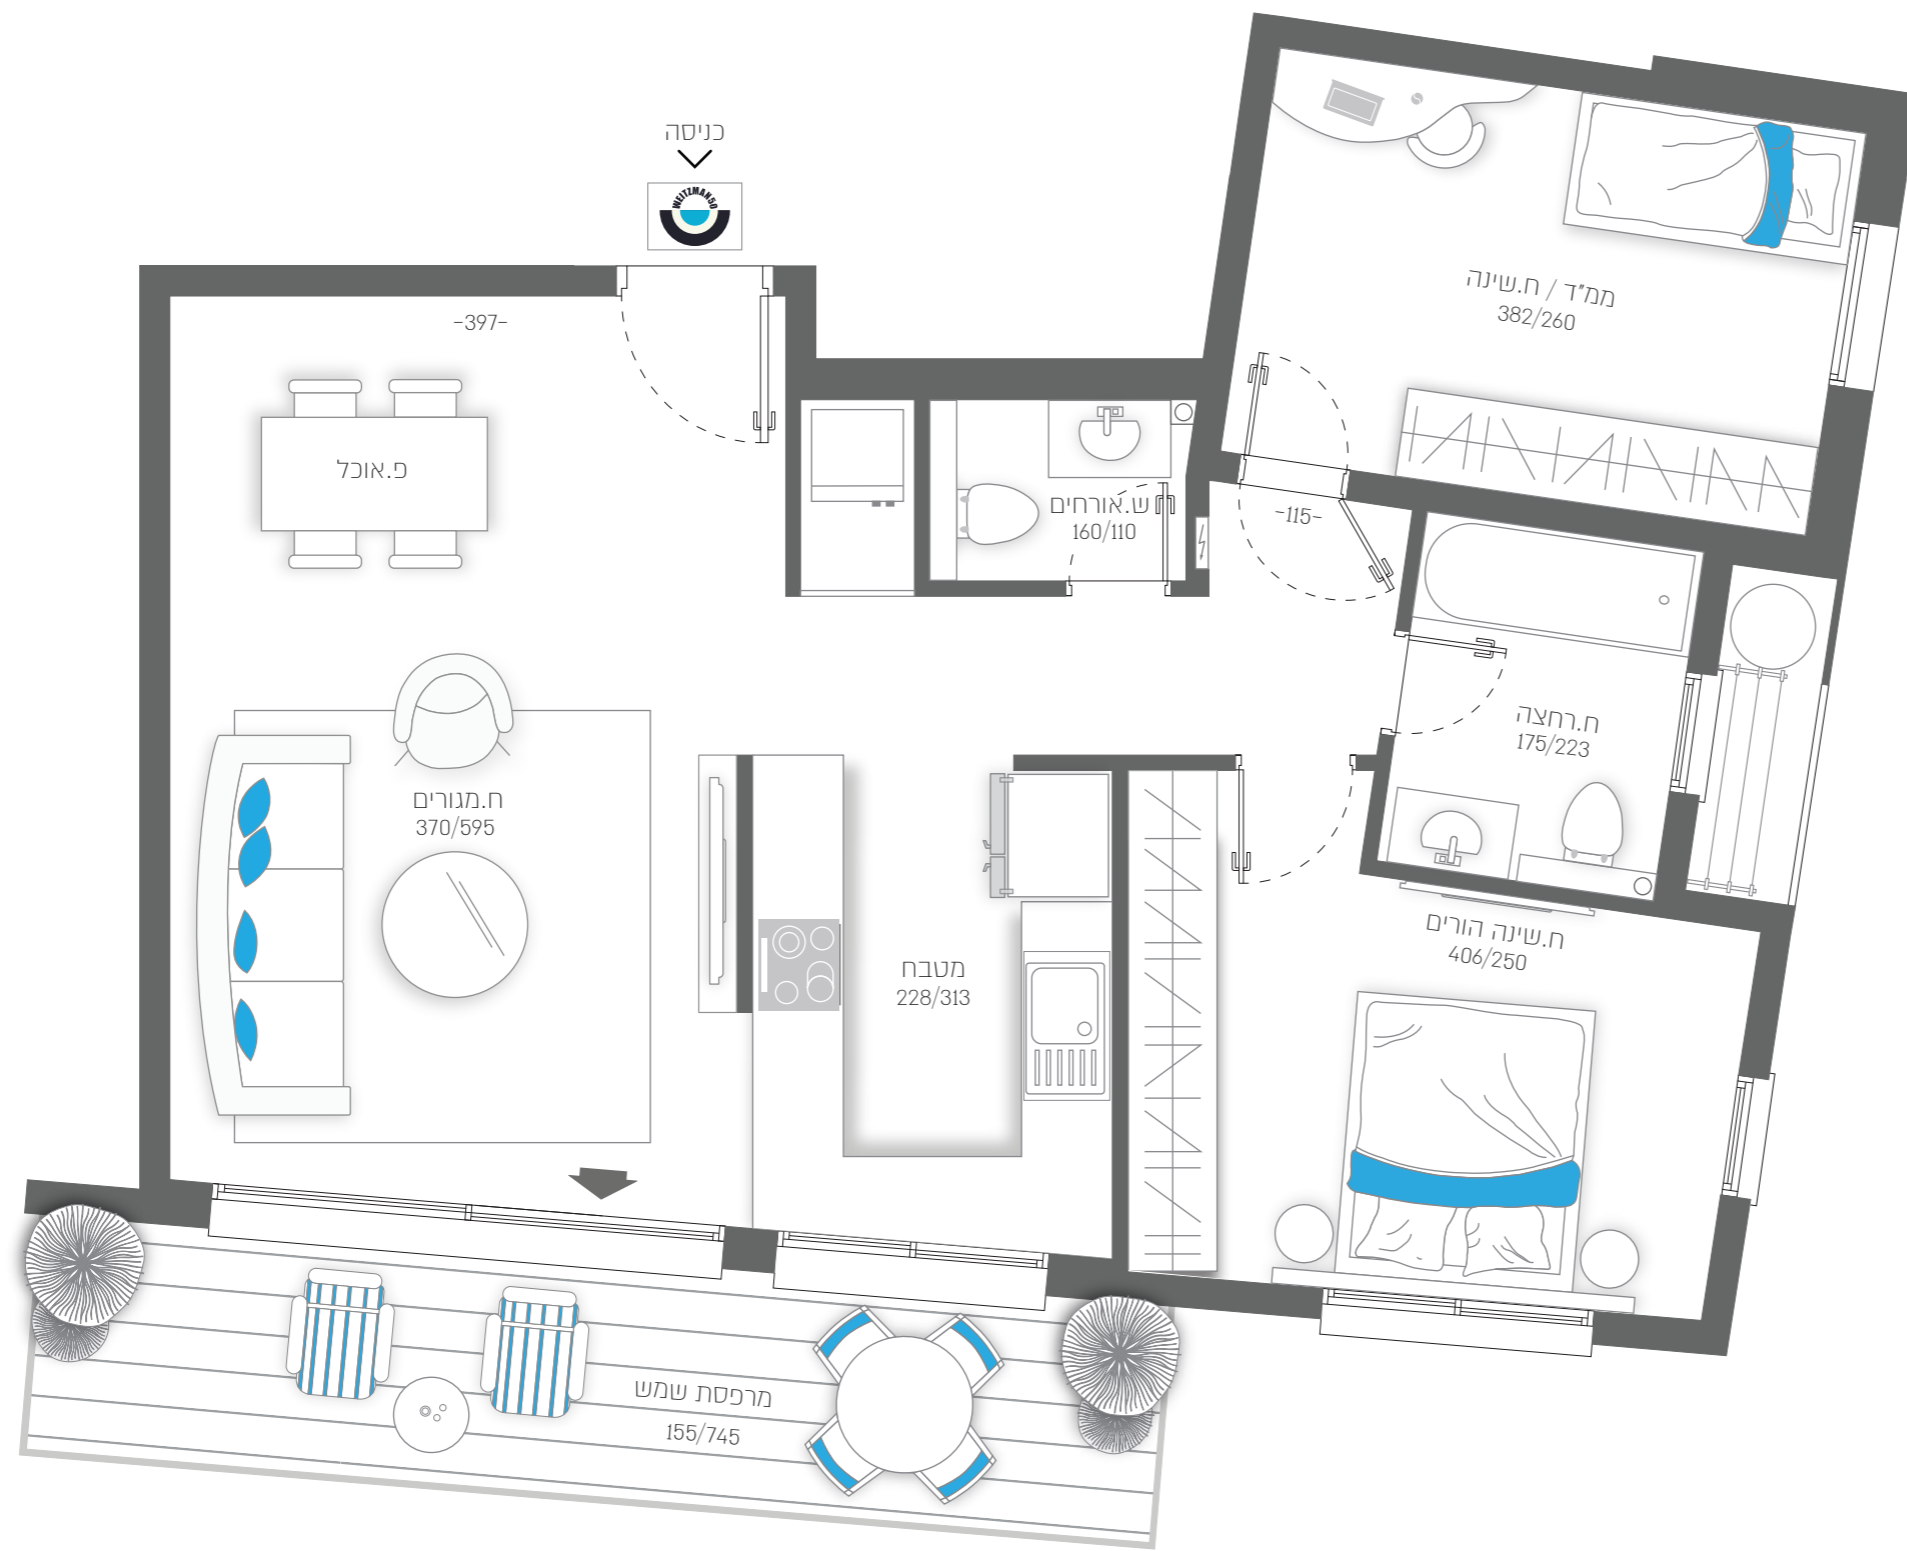 כניסה
WEITZMAN50
-397-
פ.אוכל
ממ"ד / ח.שינה
382/260
ש.אורחים
160/110
-115-
ח.רחצה
175/223
ח.מגורים
370/595
מטבח
228/313
ח.שינה הורים
406/250
מרפסת שמש
155/745